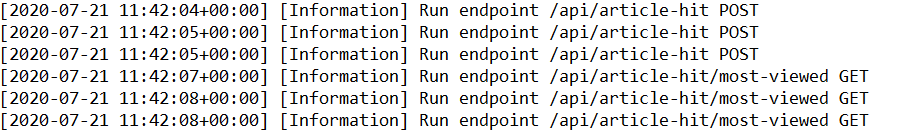 [2020-07-21 11:42:04+00:00] [Information] Run endpoint /api/article-hit POST
[2020-07-21 11:42:05+00:00] [Information] Run endpoint /api/article-hit POST
[2020-07-21 11:42:05+00:00] [Information] Run endpoint /api/article-hit POST
[2020-07-21 11:42:07+00:00] [Information] Run endpoint /api/article-hit/most-viewed GET
[2020-07-21 11:42:08+00:00] [Information] Run endpoint /api/article-hit/most-viewed GET
[2020-07-21 11:42:08+00:00] [Information] Run endpoint /api/article-hit/most-viewed GET